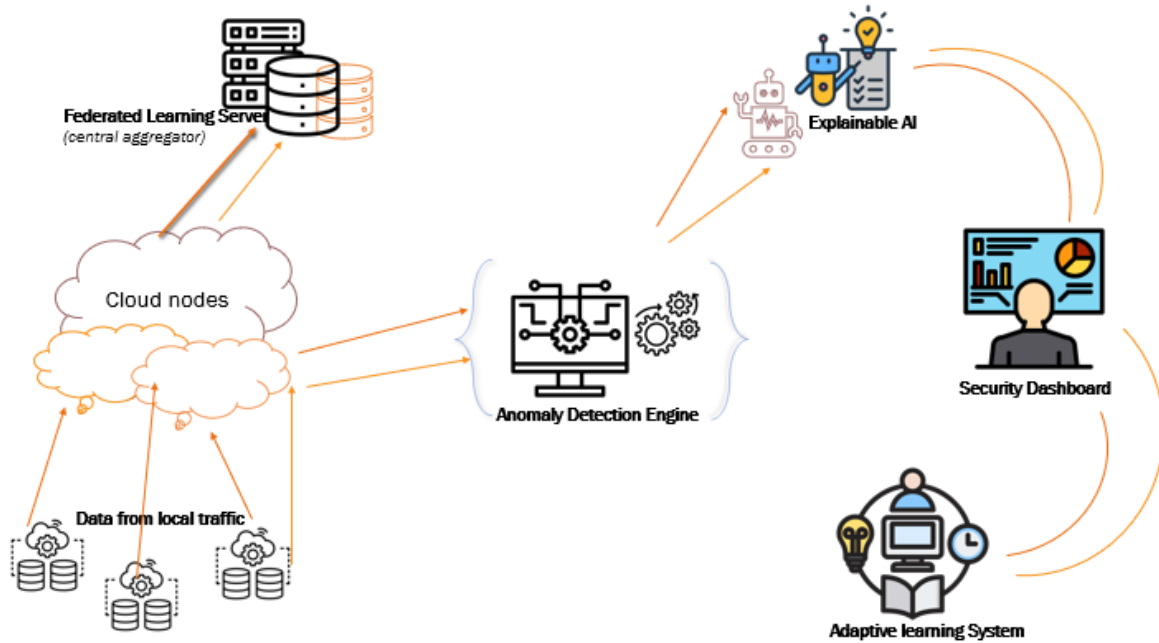 Federated Learning Server
(central aggregator)
Explainable AI
Cloud nodes
Anomaly Detection Engine
Security Dashboard
Data from local traffic
Adaptive learning System